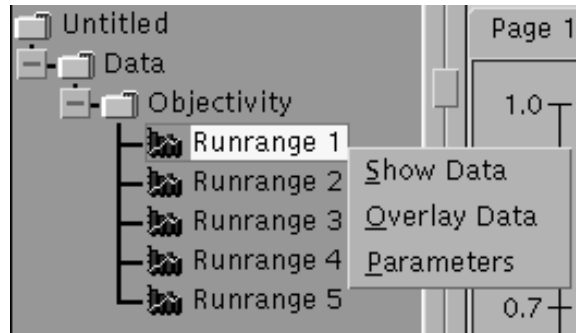 Untitled
Data
Objectivity
Runrange 1
Runrange 2
Runrange 3
Runrange 4
Runrange 5
Show Data
Overlay Data
Parameters
Page 1
1.0
0.7